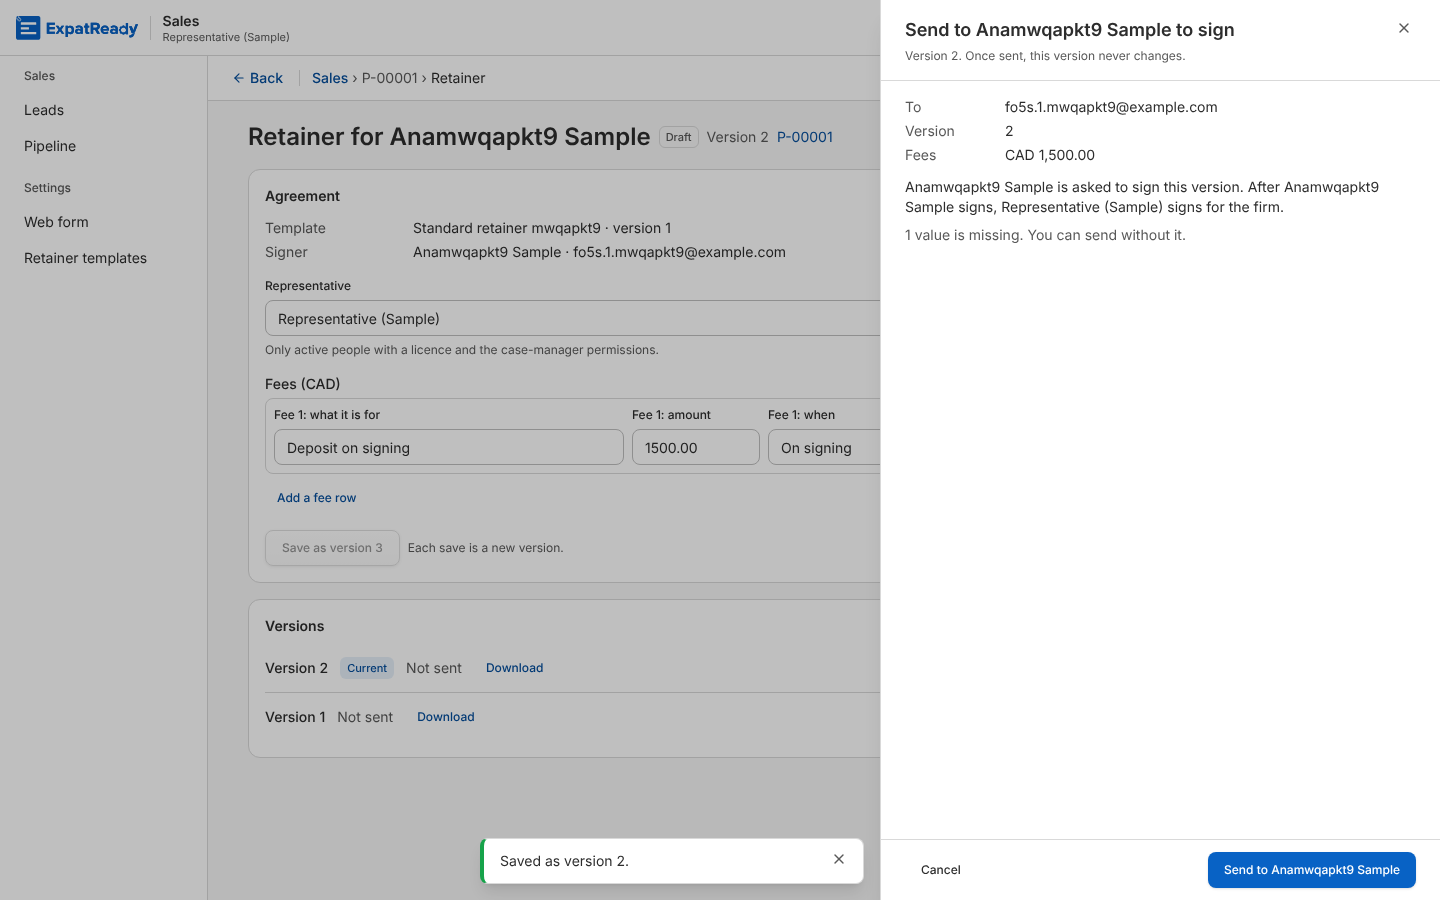 ExpatReady
Sales
Representative (Sample)
Sales
Leads
Pipeline
Settings
Web form
Retainer templates
← Back
Sales › P-00001 › Retainer
Retainer for Anamwqapkt9 Sample Draft Version 2 P-00001
Agreement
Template Standard retainer mwqapkt9 · version 1
Signer Anamwqapkt9 Sample · fo5s.1.mwqapkt9@example.com
Representative
Representative (Sample)
Only active people with a licence and the case-manager permissions.
Fees (CAD)
Fee 1: what it is for Fee 1: amount Fee 1: when
Deposit on signing 1500.00 On signing
Add a fee row
Save as version 3 Each save is a new version.
Versions
Version 2 Current Not sent Download
Version 1 Not sent Download
Saved as version 2.
Send to Anamwqapkt9 Sample to sign
Version 2. Once sent, this version never changes.
To fo5s.1.mwqapkt9@example.com
Version 2
Fees CAD 1,500.00
Anamwqapkt9 Sample is asked to sign this version. After Anamwqapkt9
Sample signs, Representative (Sample) signs for the firm.
1 value is missing. You can send without it.
Cancel
Send to Anamwqapkt9 Sample